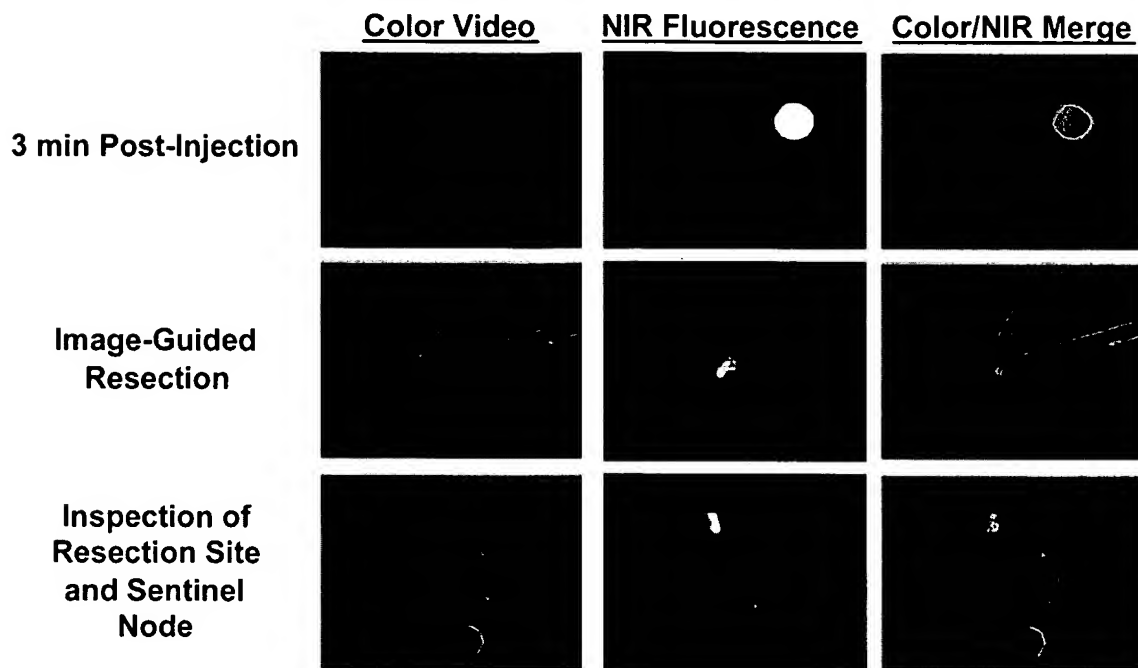 Color Video NIR Fluorescence Color/NIR Merge
3 min Post-Injection
Image-Guided
Resection
Inspection of
Resection Site
and Sentinel
Node